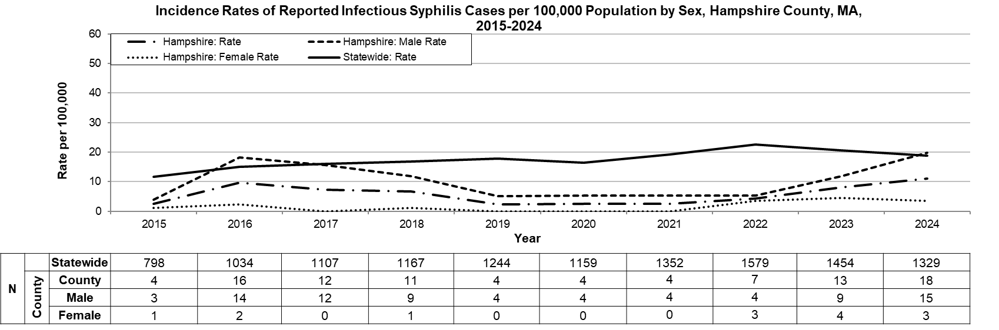 Incidence Rates of Reported Infectious Syphilis Cases per 100,000 Population by Sex, Hampshire County, MA,
2015-2024
60
Hampshire: Rate Hampshire: Male Rate
Hampshire: Female Rate Statewide: Rate
50
40
30
20
10
0
Rate per 100,000
2015 2016 2017 2018 2019 2020 2021 2022 2023 2024
Year
N
County
Statewide 798 1034 1107 1167 1244 1159 1352 1579 1454 1329
County 4 16 12 11 4 4 4 7 13 18
Male 3 14 12 9 4 4 4 4 9 15
Female 1 2 0 1 0 0 0 3 4 3